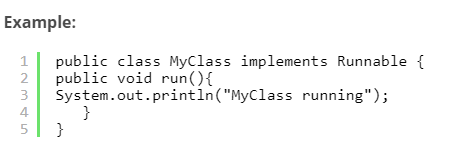 Example:
1 public class MyClass implements Runnable {
2 public void run(){
3 System.out.println("MyClass running");
4    }
5 }